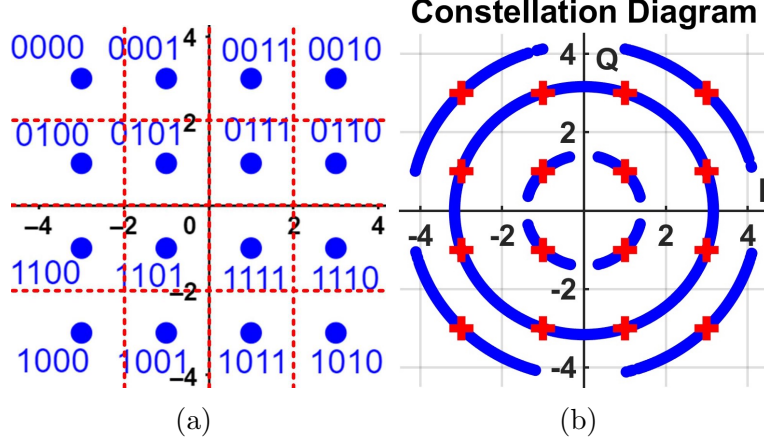 Constellation Diagram
0000 0001 0011 0010
4
0100 0101 0111 0110
2
-4 -2 0 2 4
1100 1101 1111 1110
-2
1000 1001 1011 1010
-4
(a)
4
Q
2
-4 -2 2 4
-2
-4
(b)